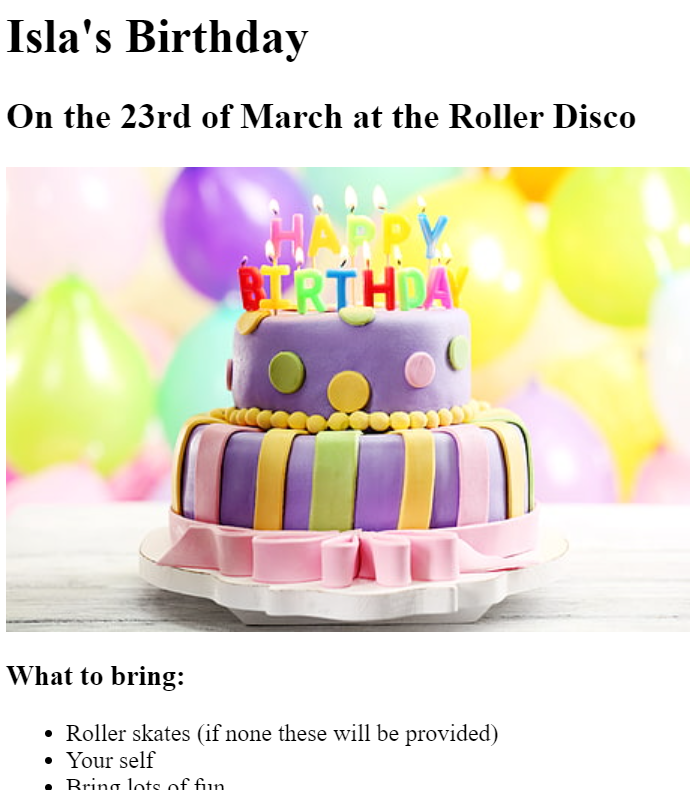 Isla's Birthday
On the 23rd of March at the Roller Disco
HAPPY
BIRTHDAY
What to bring:
Roller skates (if none these will be provided)
Your self
Bring lots of fun